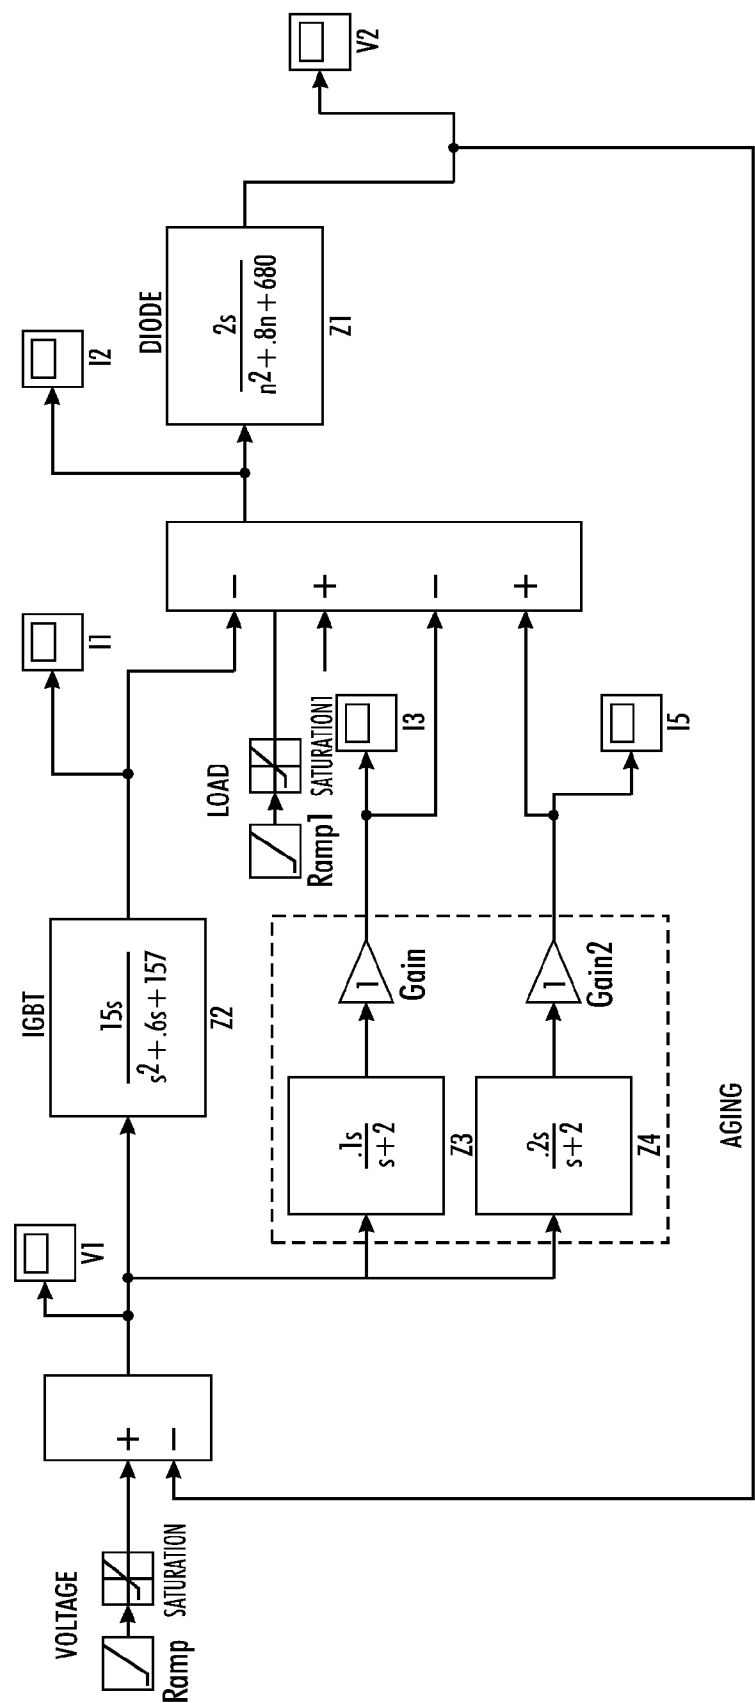 VOLTAGE
Ramp
SATURATION
+
−
V1
IGBT
15s
s2+.6s+157
Z2
I1
.1s
s+2
Z3
1
Gain
I3
.2s
s+2
Z4
1
Gain2
I5
LOAD
Ramp1
SATURATION1
−
+
−
+
I2
DIODE
2s
n2+.8n+680
Z1
V2
AGING